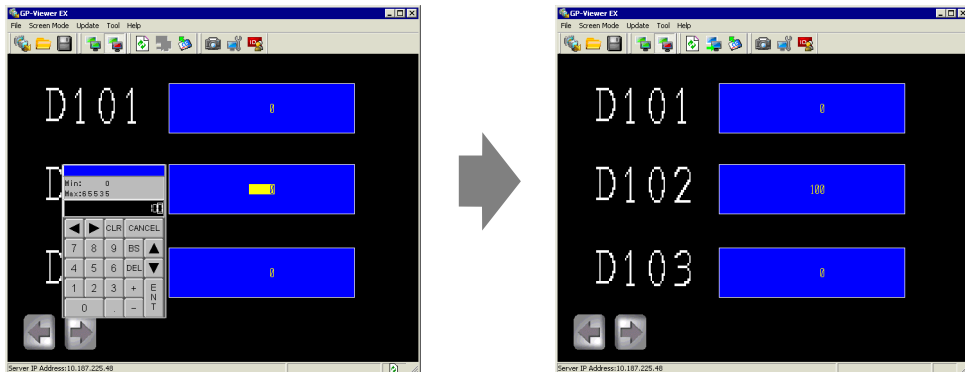 GP-Viewer EX
File Screen Mode Update Tool Help
D101
0
Min: 0
Max:65535
CLR CANCEL
7 8 9 BS
4 5 6 DEL
1 2 3 + ENT
0 . -
D
0
D
0
Server IP Address:10.187.225.48
GP-Viewer EX
File Screen Mode Update Tool Help
D101
0
D102
100
D103
0
Server IP Address:10.187.225.48